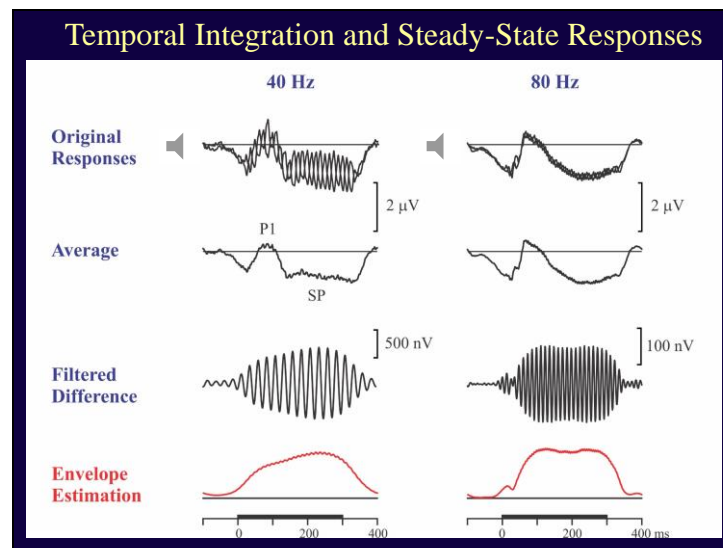 Temporal Integration and Steady-State Responses
40 Hz
80 Hz
Original
Responses
2 µV
2 µV
P1
Average
SP
500 nV
100 nV
Filtered
Difference
Envelope
Estimation
0 200 400
0 200 400 ms